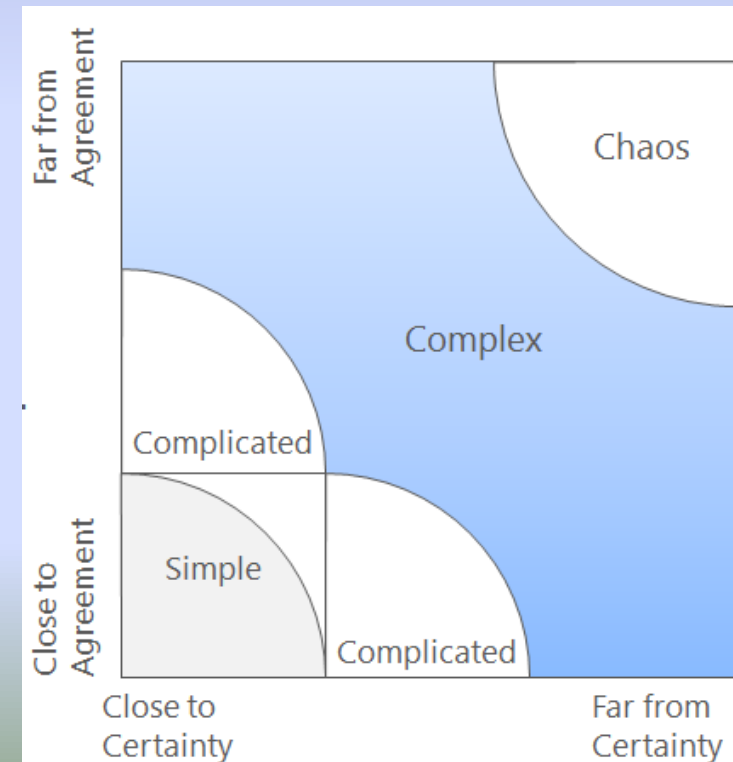 Far from
Agreement
Chaos
Complex
Complicated
Simple
Close to
Agreement
Complicated
Close to
Certainty
Far from
Certainty